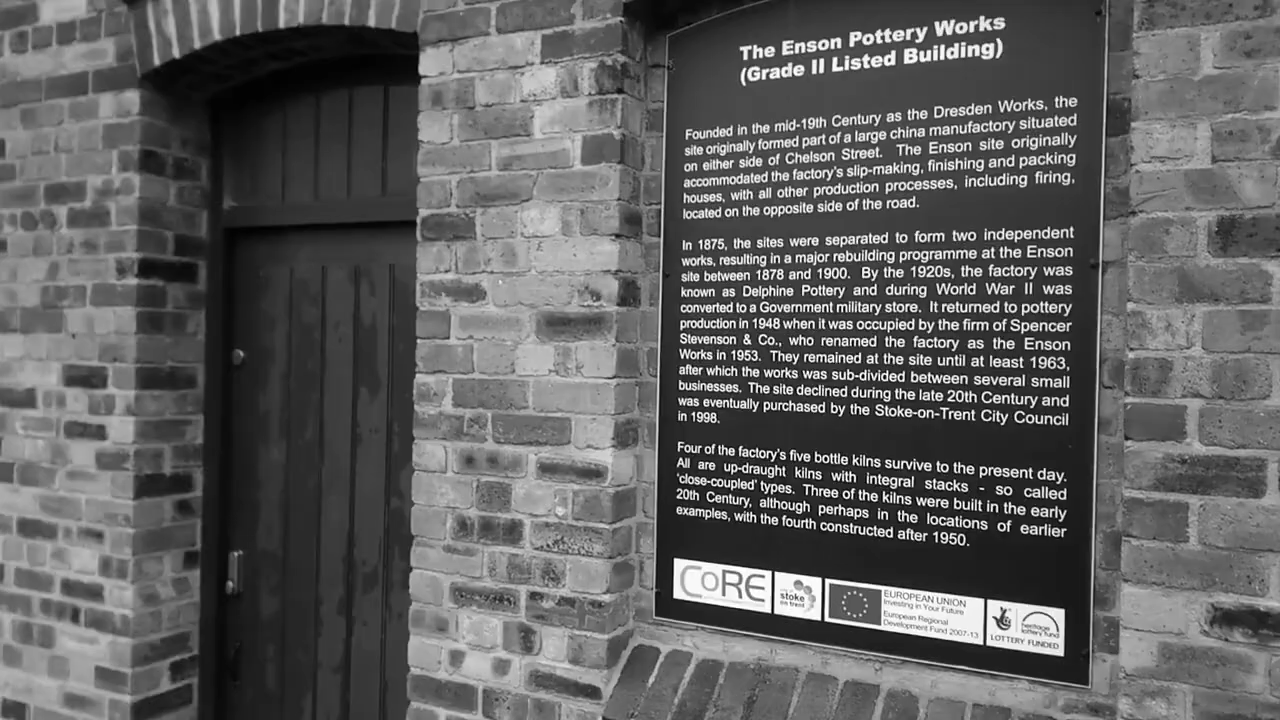 The Enson Pottery Works
(Grade II Listed Building)
Founded in the mid-19th Century as the Dresden Works, the
site originally formed part of a large china manufactory situated
on either side of Chelson Street. The Enson site originally
accommodated the factory's slip-making, finishing and packing
houses, with all other production processes, including firing,
located on the opposite side of the road.
In 1875, the sites were separated to form two independent
works, resulting in a major rebuilding programme at the Enson
site between 1878 and 1900. By the 1920s, the factory was
known as Delphine Pottery and during World War II was
converted to a Government military store. It returned to pottery
production in 1948 when it was occupied by the firm of Spencer
Stevenson & Co., who renamed the factory as the Enson
Works in 1953. They remained at the site until at least 1963,
after which the works was sub-divided between several small
businesses. The site declined during the late 20th Century and
was eventually purchased by the Stoke-on-Trent City Council
in 1998.
Four of the factory's five bottle kilns survive to the present day.
All are up-draught kilns with integral stacks - so called
'close-coupled' types. Three of the kilns were built in the early
20th Century, although perhaps in the locations of earlier
examples, with the fourth constructed after 1950.
CoRE
stoke
on trent
EUROPEAN UNION
Investing in Your Future
European Regional
Development Fund 2007-13
heritage
lottery fund
LOTTERY FUNDED